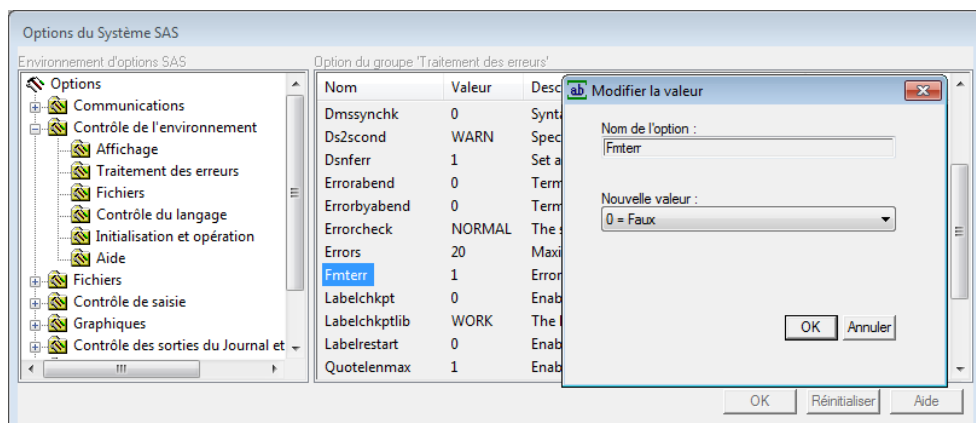 Options du Système SAS
Environnement d'options SAS
Options
Communications
Contrôle de l'environnement
Affichage
Traitement des erreurs
Fichiers
Contrôle du langage
Initialisation et opération
Aide
Fichiers
Contrôle de saisie
Graphiques
Contrôle des sorties du Journal et
Option du groupe 'Traitement des erreurs'
Nom Valeur Desc
Dmssynchk 0 Synta
Ds2scond WARN Spec
Dsnferr 1 Set a
Errorabend 0 Term
Errorbyabend 0 Term
Errorcheck NORMAL The s
Errors 20 Maxi
Fmterr 1 Error
Labelchkpt 0 Enab
Labelchkptlib WORK The l
Labelrestart 0 Enab
Quotelenmax 1 Enab
ab Modifier la valeur
Nom de l'option :
Fmterr
Nouvelle valeur :
0 = Faux
OK Annuler
OK Réinitialiser Aide